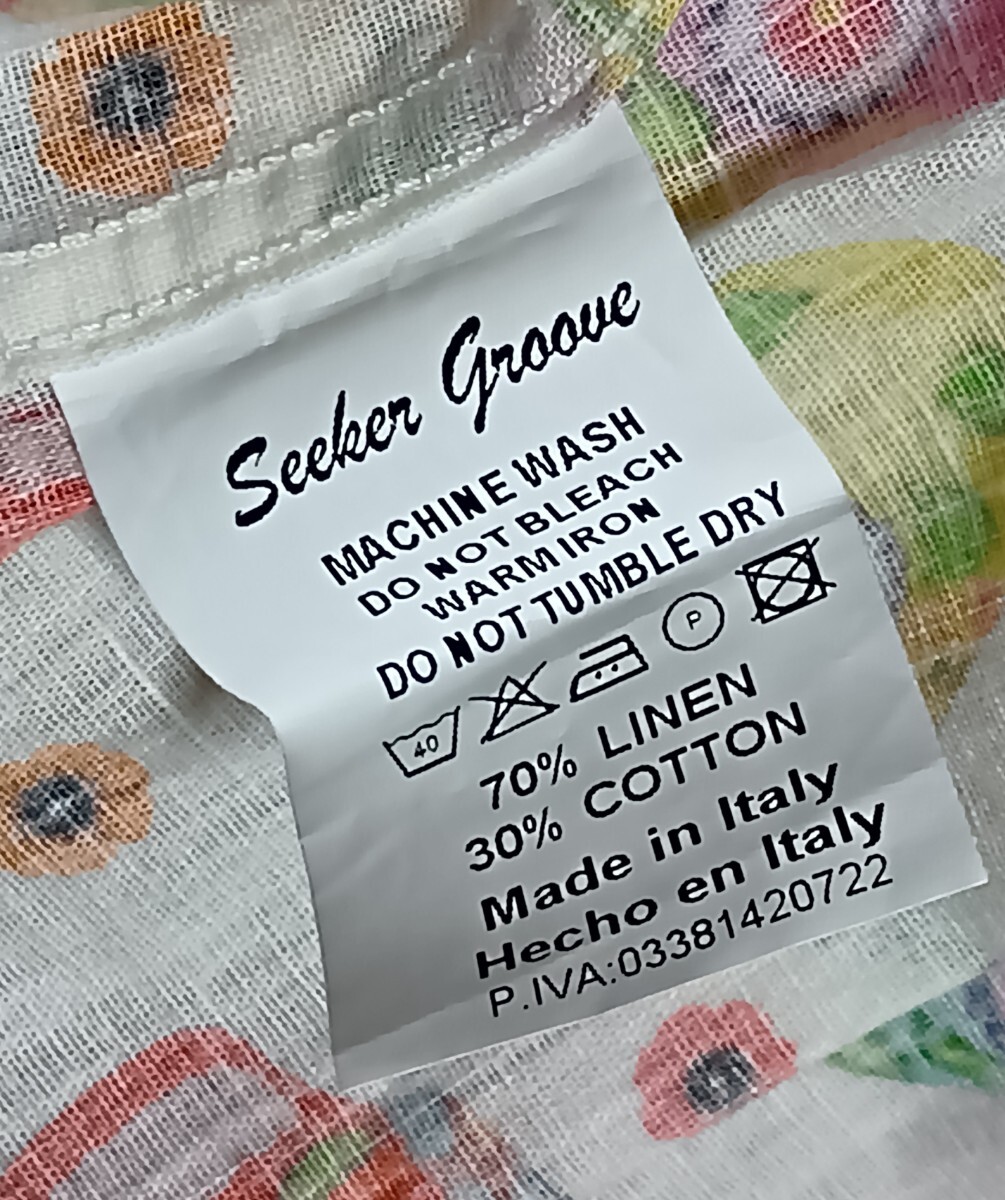 Seeker Groove
MACHINE WASH
DO NOT BLEACH
WARM IRON
DO NOT TUMBLE DRY
40 P
70% LINEN
30% COTTON
Made in Italy
Hecho en Italy
P.IVA:03381420722